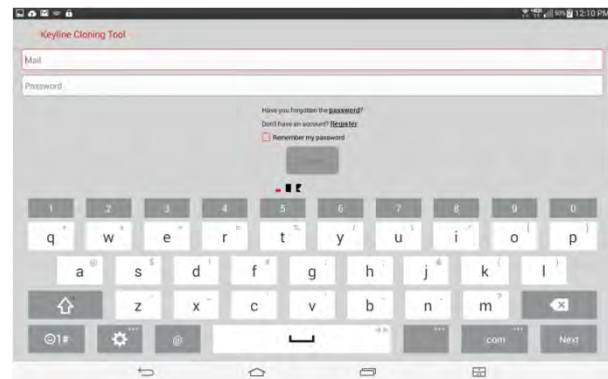 90% 12:10 PM
Keyline Cloning Tool
Mail
Password
Have you forgotten the password?
Don't have an account? Register
Remember my password
1 2 3 4 5 6 7 8 9 0
q w e r t y u i o p
a s d f g h j k l
z x c v b n m
☺1# @ .com Next